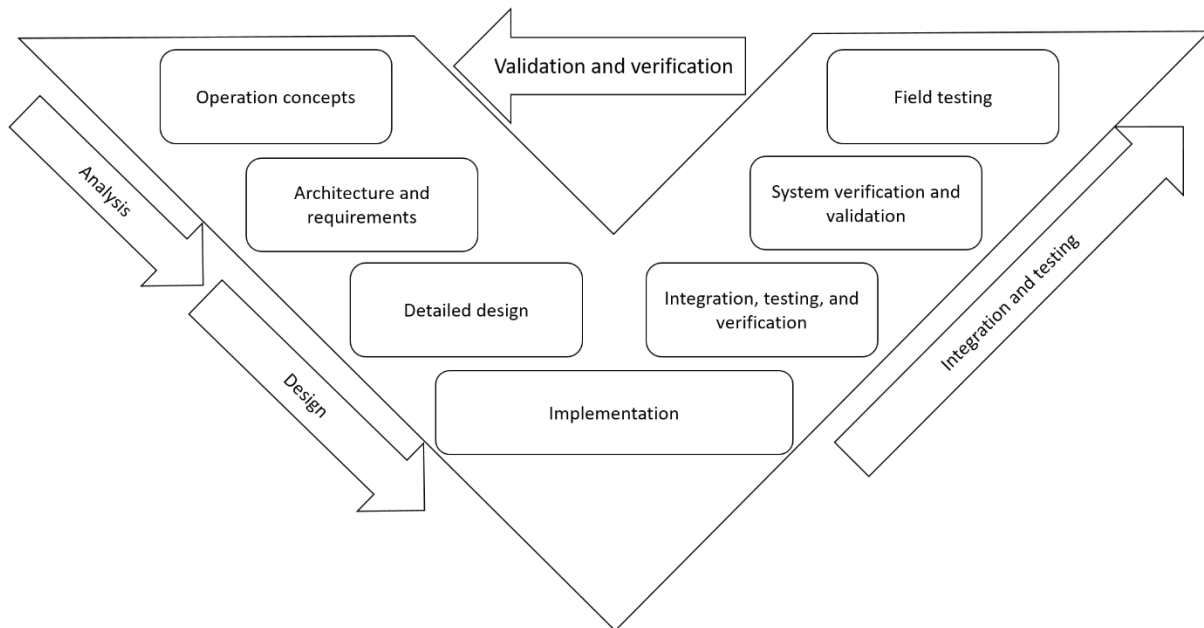 Validation and verification
Operation concepts
Field testing
Analysis
Architecture and
requirements
System verification and
validation
Design
Detailed design
Integration, testing, and
verification
Integration and testing
Implementation